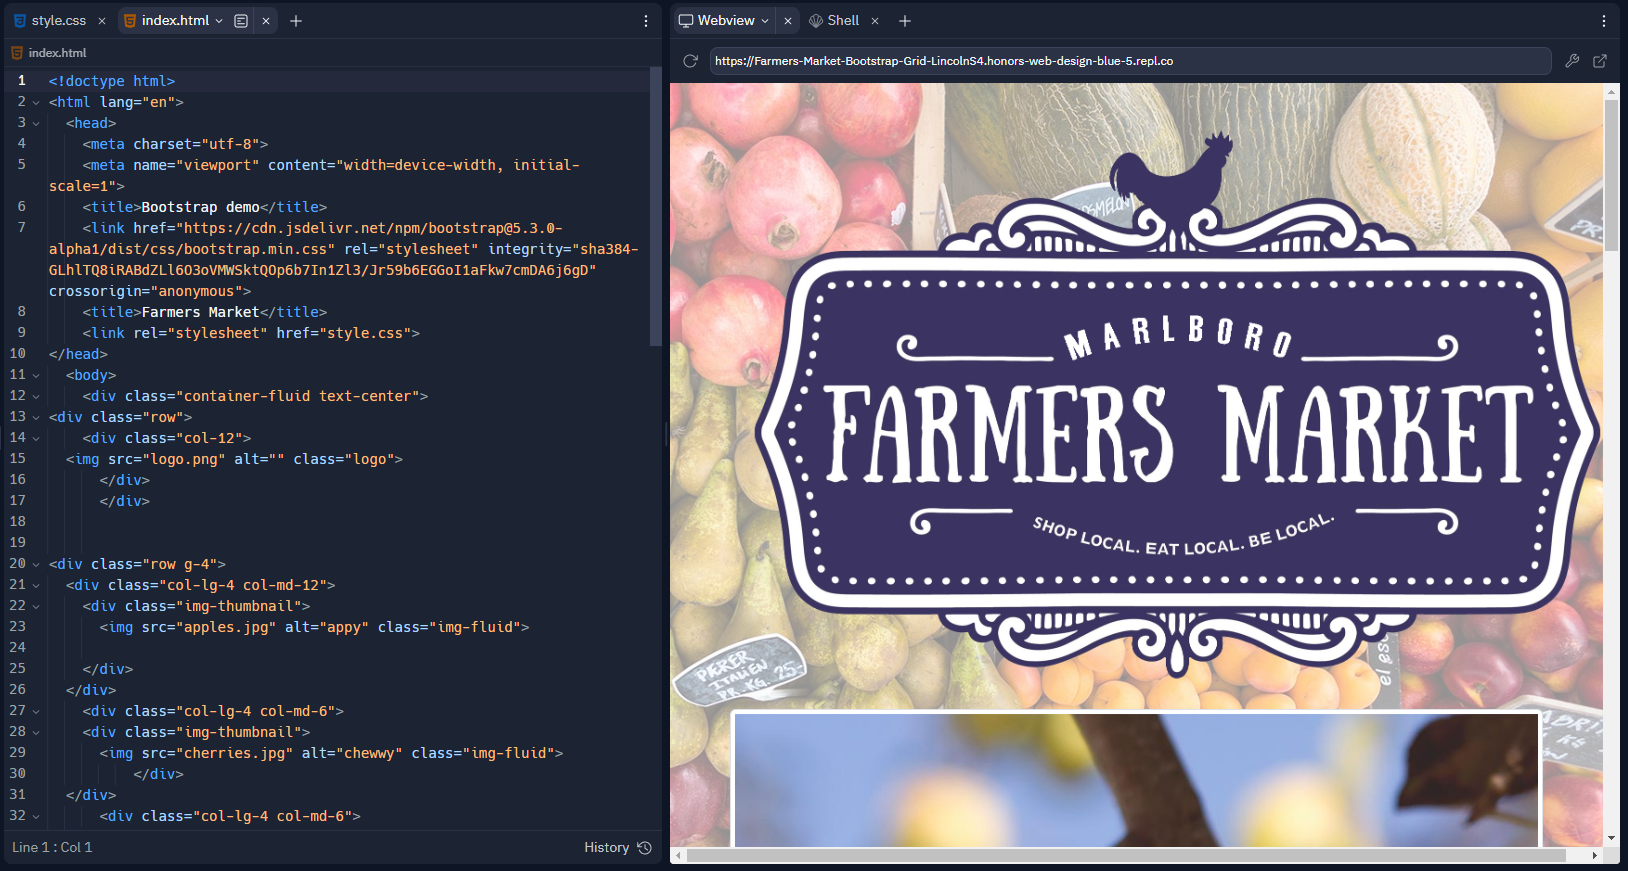 style.css
index.html
Webview
Shell
index.html
https://Farmers-Market-Bootstrap-Grid-LincolnS4.honors-web-design-blue-5.repl.co
1 <!doctype html>
2 <html lang="en">
3 <head>
4 <meta charset="utf-8">
5 <meta name="viewport" content="width=device-width, initial-
scale=1">
6 <title>Bootstrap demo</title>
7 <link href="https://cdn.jsdelivr.net/npm/bootstrap@5.3.0-
alpha1/dist/css/bootstrap.min.css" rel="stylesheet" integrity="sha384-
GLhlTQ8iRABdZLl6O3oVMWSktQOp6b7In1Zl3/Jr59b6EGGoI1aFkw7cmDA6j6gD"
crossorigin="anonymous">
8 <title>Farmers Market</title>
9 <link rel="stylesheet" href="style.css">
10 </head>
11 <body>
12 <div class="container-fluid text-center">
13 <div class="row">
14 <div class="col-12">
15 <img src="logo.png" alt="" class="logo">
16 </div>
17 </div>
18
19
20 <div class="row g-4">
21 <div class="col-lg-4 col-md-12">
22 <div class="img-thumbnail">
23 <img src="apples.jpg" alt="appy" class="img-fluid">
24
25 </div>
26 </div>
27 <div class="col-lg-4 col-md-6">
28 <div class="img-thumbnail">
29 <img src="cherries.jpg" alt="chewwy" class="img-fluid">
30 </div>
31 </div>
32 <div class="col-lg-4 col-md-6">
Line 1 : Col 1
History
MARLBORO
FARMERS MARKET
SHOP LOCAL. EAT LOCAL. BE LOCAL.
PÆRER
ITALIEN
PR. KG. 25-